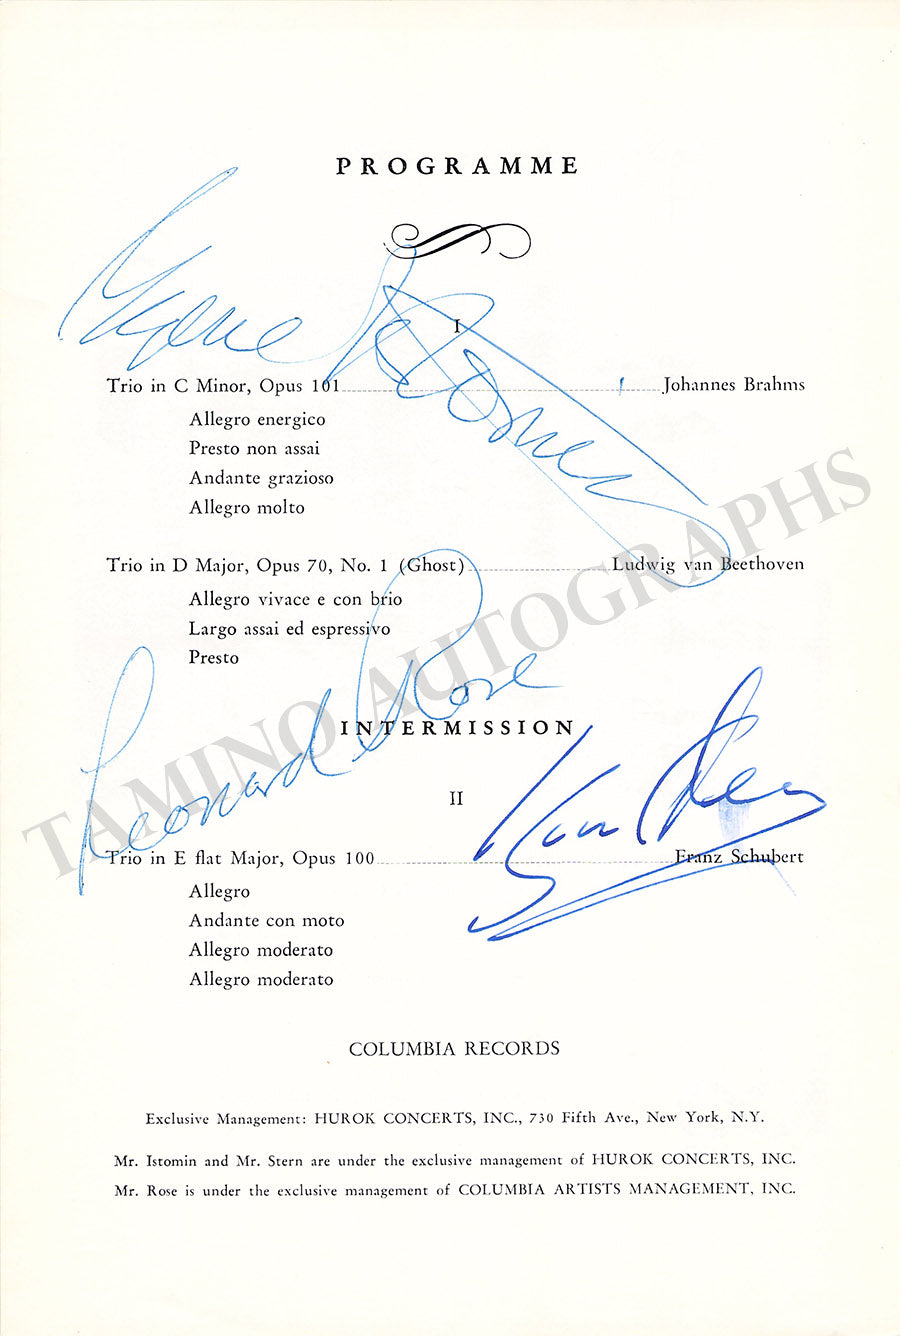 PROGRAMME
Eugene Istomin
I
Trio in C Minor, Opus 101 Johannes Brahms
Allegro energico
Presto non assai
Andante grazioso
Allegro molto
Trio in D Major, Opus 70, No. 1 (Ghost) Ludwig van Beethoven
Allegro vivace e con brio
Largo assai ed espressivo
Presto
Leonard Rose
INTERMISSION
Isaac Stern
II
Trio in E flat Major, Opus 100 Franz Schubert
Allegro
Andante con moto
Allegro moderato
Allegro moderato
COLUMBIA RECORDS
Exclusive Management: HUROK CONCERTS, INC., 730 Fifth Ave., New York, N.Y.
Mr. Istomin and Mr. Stern are under the exclusive management of HUROK CONCERTS, INC.
Mr. Rose is under the exclusive management of COLUMBIA ARTISTS MANAGEMENT, INC.
TAMINO AUTOGRAPHS